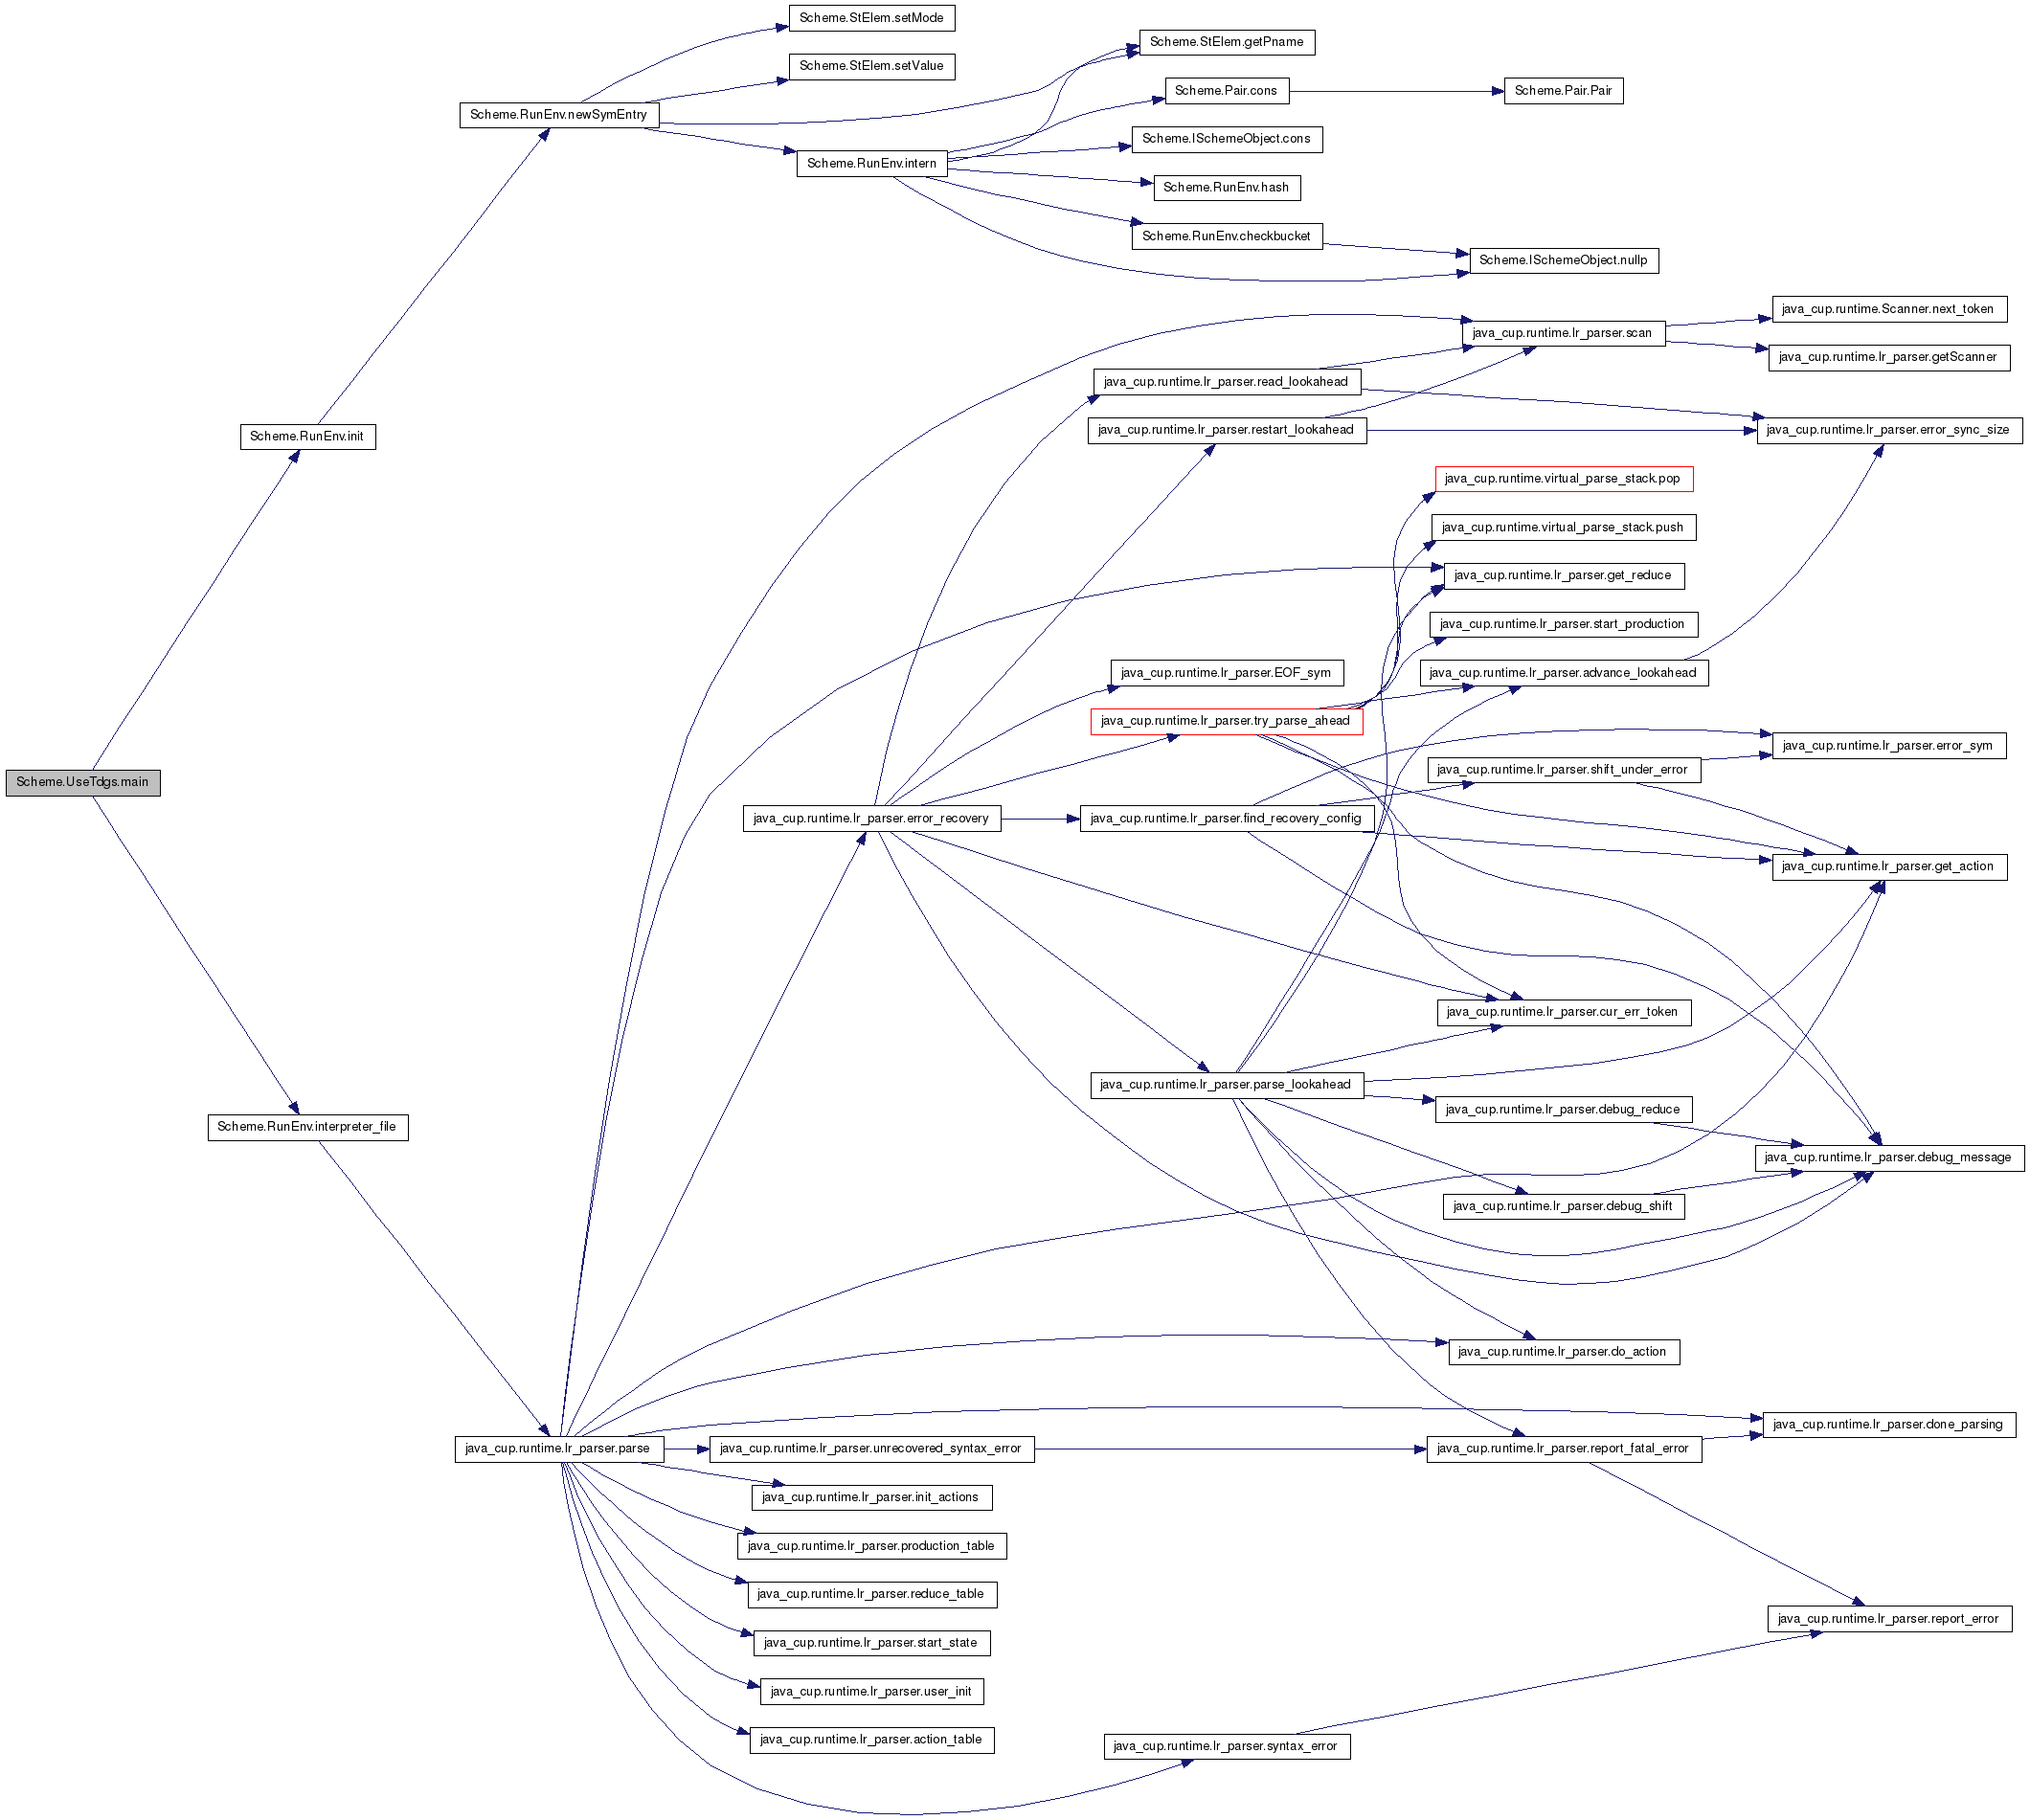 Scheme.StElem.setMode
Scheme.StElem.getPname
Scheme.StElem.setValue
Scheme.Pair.cons
Scheme.Pair.Pair
Scheme.RunEnv.newSymEntry
Scheme.ISchemeObject.cons
Scheme.RunEnv.intern
Scheme.RunEnv.hash
Scheme.RunEnv.checkbucket
Scheme.ISchemeObject.nullp
java_cup.runtime.Scanner.next_token
java_cup.runtime.lr_parser.scan
java_cup.runtime.lr_parser.getScanner
java_cup.runtime.lr_parser.read_lookahead
java_cup.runtime.lr_parser.restart_lookahead
java_cup.runtime.lr_parser.error_sync_size
Scheme.RunEnv.init
java_cup.runtime.virtual_parse_stack.pop
java_cup.runtime.virtual_parse_stack.push
java_cup.runtime.lr_parser.get_reduce
java_cup.runtime.lr_parser.start_production
java_cup.runtime.lr_parser.EOF_sym
java_cup.runtime.lr_parser.advance_lookahead
java_cup.runtime.lr_parser.try_parse_ahead
java_cup.runtime.lr_parser.error_sym
java_cup.runtime.lr_parser.shift_under_error
Scheme.UseTdgs.main
java_cup.runtime.lr_parser.error_recovery
java_cup.runtime.lr_parser.find_recovery_config
java_cup.runtime.lr_parser.get_action
java_cup.runtime.lr_parser.cur_err_token
java_cup.runtime.lr_parser.parse_lookahead
java_cup.runtime.lr_parser.debug_reduce
Scheme.RunEnv.interpreter_file
java_cup.runtime.lr_parser.debug_message
java_cup.runtime.lr_parser.debug_shift
java_cup.runtime.lr_parser.do_action
java_cup.runtime.lr_parser.done_parsing
java_cup.runtime.lr_parser.parse
java_cup.runtime.lr_parser.unrecovered_syntax_error
java_cup.runtime.lr_parser.report_fatal_error
java_cup.runtime.lr_parser.init_actions
java_cup.runtime.lr_parser.production_table
java_cup.runtime.lr_parser.reduce_table
java_cup.runtime.lr_parser.report_error
java_cup.runtime.lr_parser.start_state
java_cup.runtime.lr_parser.user_init
java_cup.runtime.lr_parser.action_table
java_cup.runtime.lr_parser.syntax_error